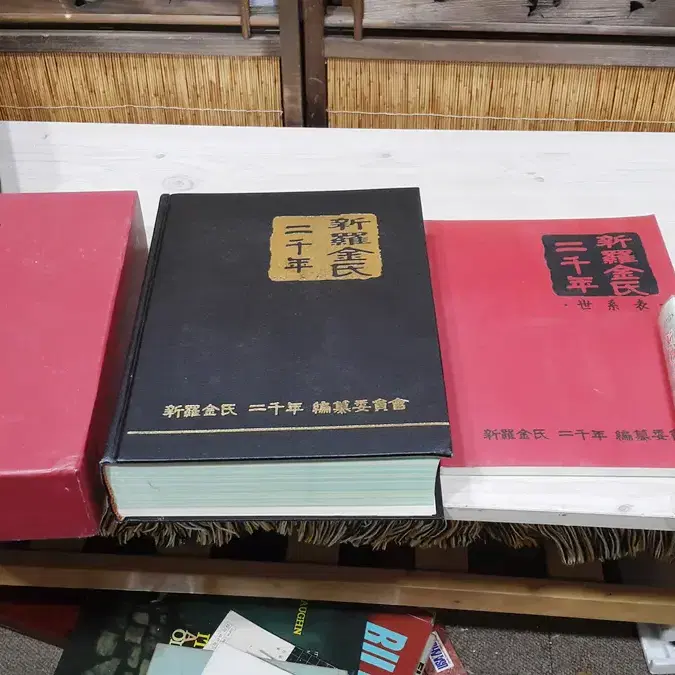 新羅金氏
二千年
新羅金氏 二千年 編纂委員會
新羅金氏
二千年
·世系表·
新羅金氏 二千年 編纂委員
VAUGHN
BIL